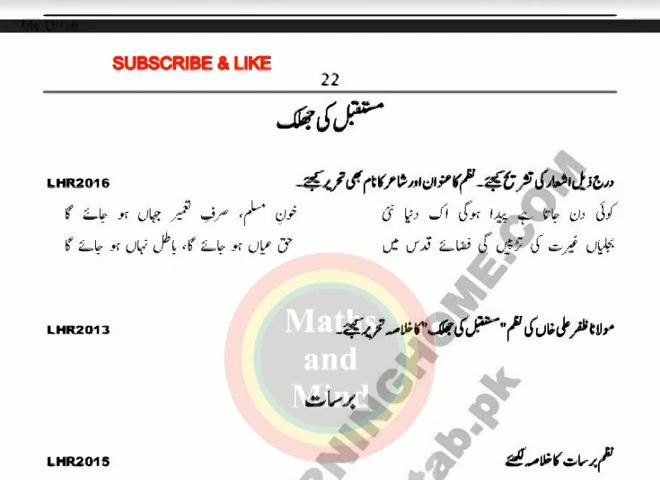 SUBSCRIBE & LIKE
22
مستقبل کی جھلک
درج ذیل اشعار کی تشریح کیجئے۔ نظم کا عنوان اور شاعر کا نام بھی تحریر کیجئے۔ LHR2016
کوئی دن جاتا ہے پیدا ہوگی اک دنیا نئی خونِ مسلم، صرفِ تعمیر جہاں ہو جائے گا
بجلیاں غیرت کی تڑپیں گی فضائے قدس میں حق عیاں ہو جائے گا، باطل نہاں ہو جائے گا
مولانا ظفر علی خاں کی نظم "مستقبل کی جھلک" کا خلاصہ تحریر کیجئے۔ LHR2013
Maths
and
Mind
برسات
نظم برسات کا خلاصہ لکھئے LHR2015